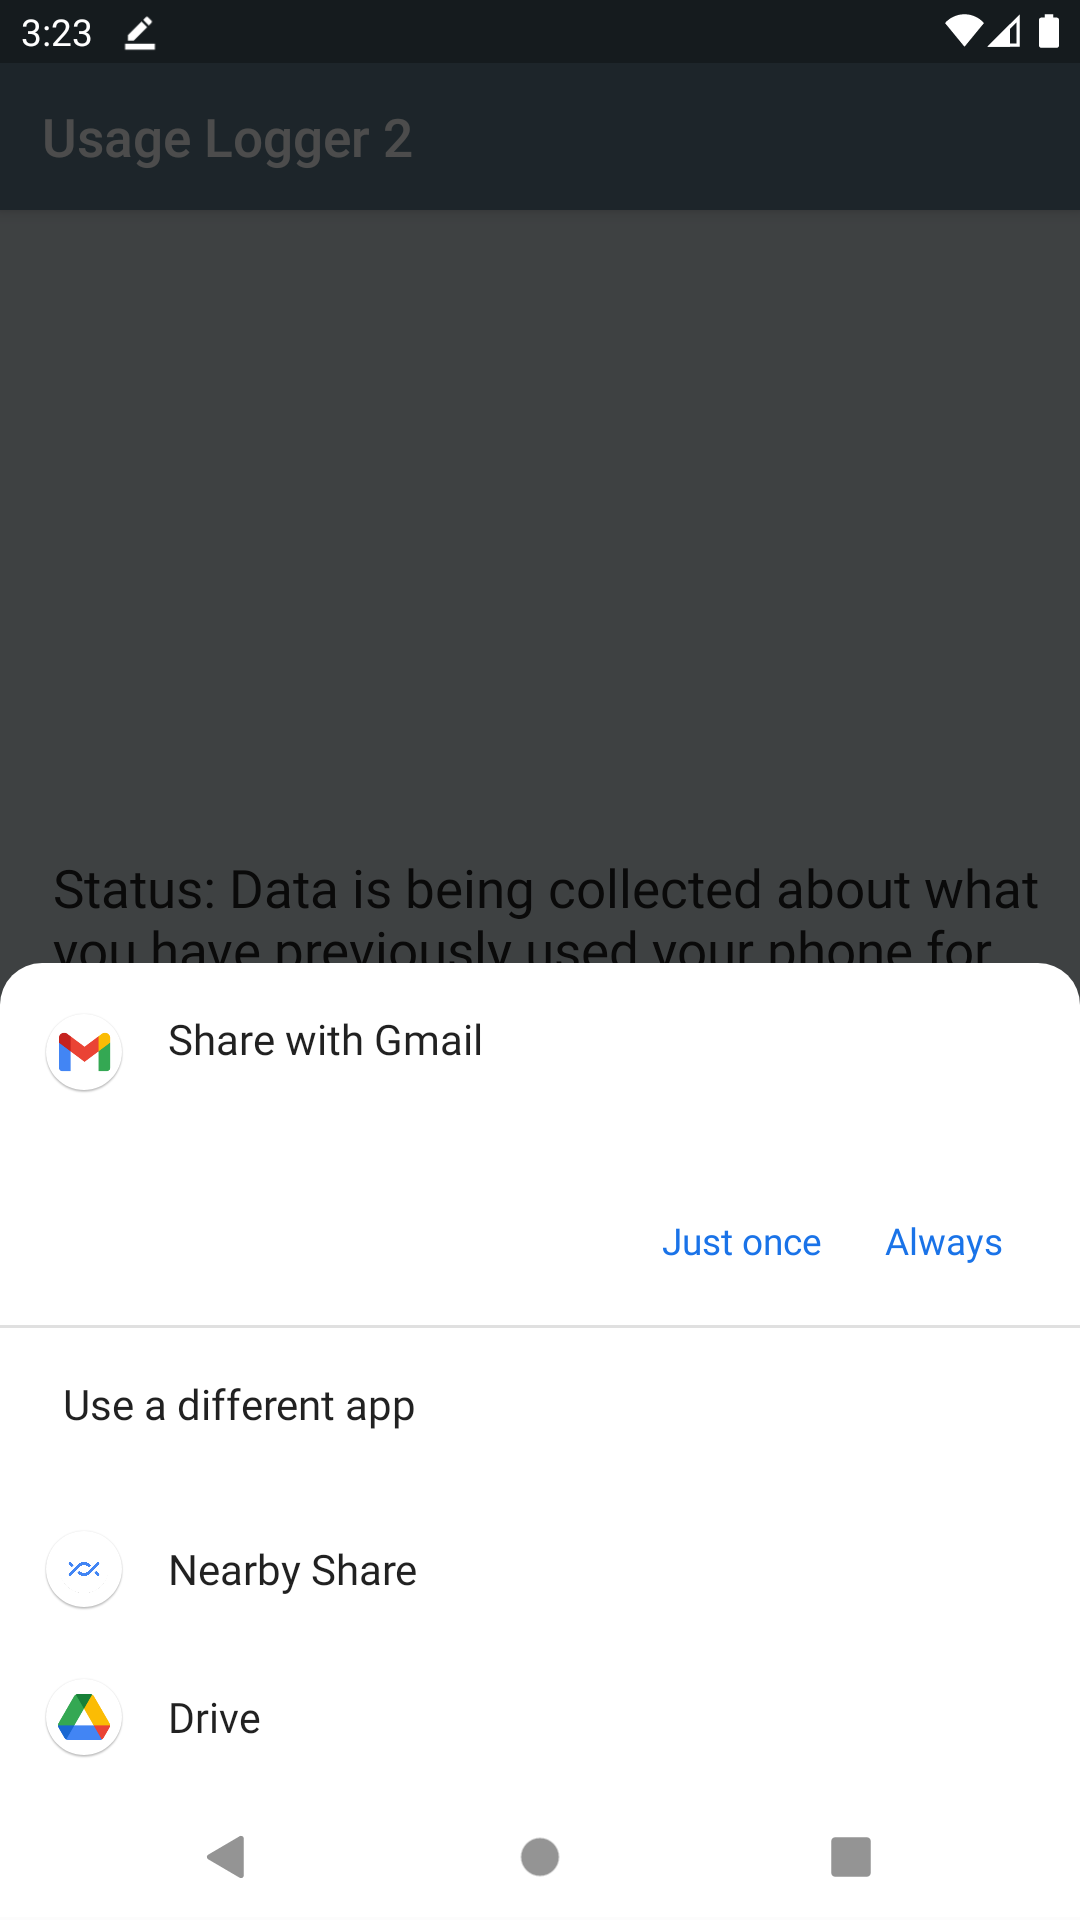 3:23
Usage Logger 2
Status: Data is being collected about what
you have previously used your phone for
Share with Gmail
Just once
Always
Use a different app
Nearby Share
Drive